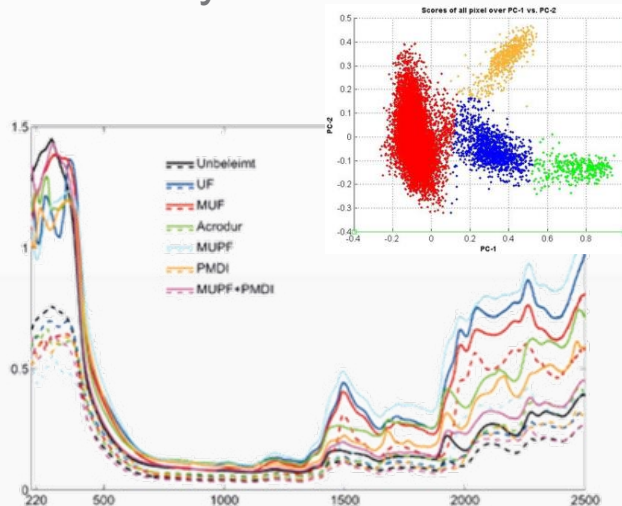 Scores of all pixel over PC-1 vs. PC-2
0.5
0.4
0.3
0.2
0.1
0
-0.1
-0.2
-0.3
-0.4
PC-2
-0.4
-0.2
0
0.2
0.4
0.6
0.8
PC-1
1.5
1
0.5
0
Unbeleimt
UF
MUF
Acrodur
MUPF
PMDI
MUPF+PMDI
220
500
1000
1500
2000
2500